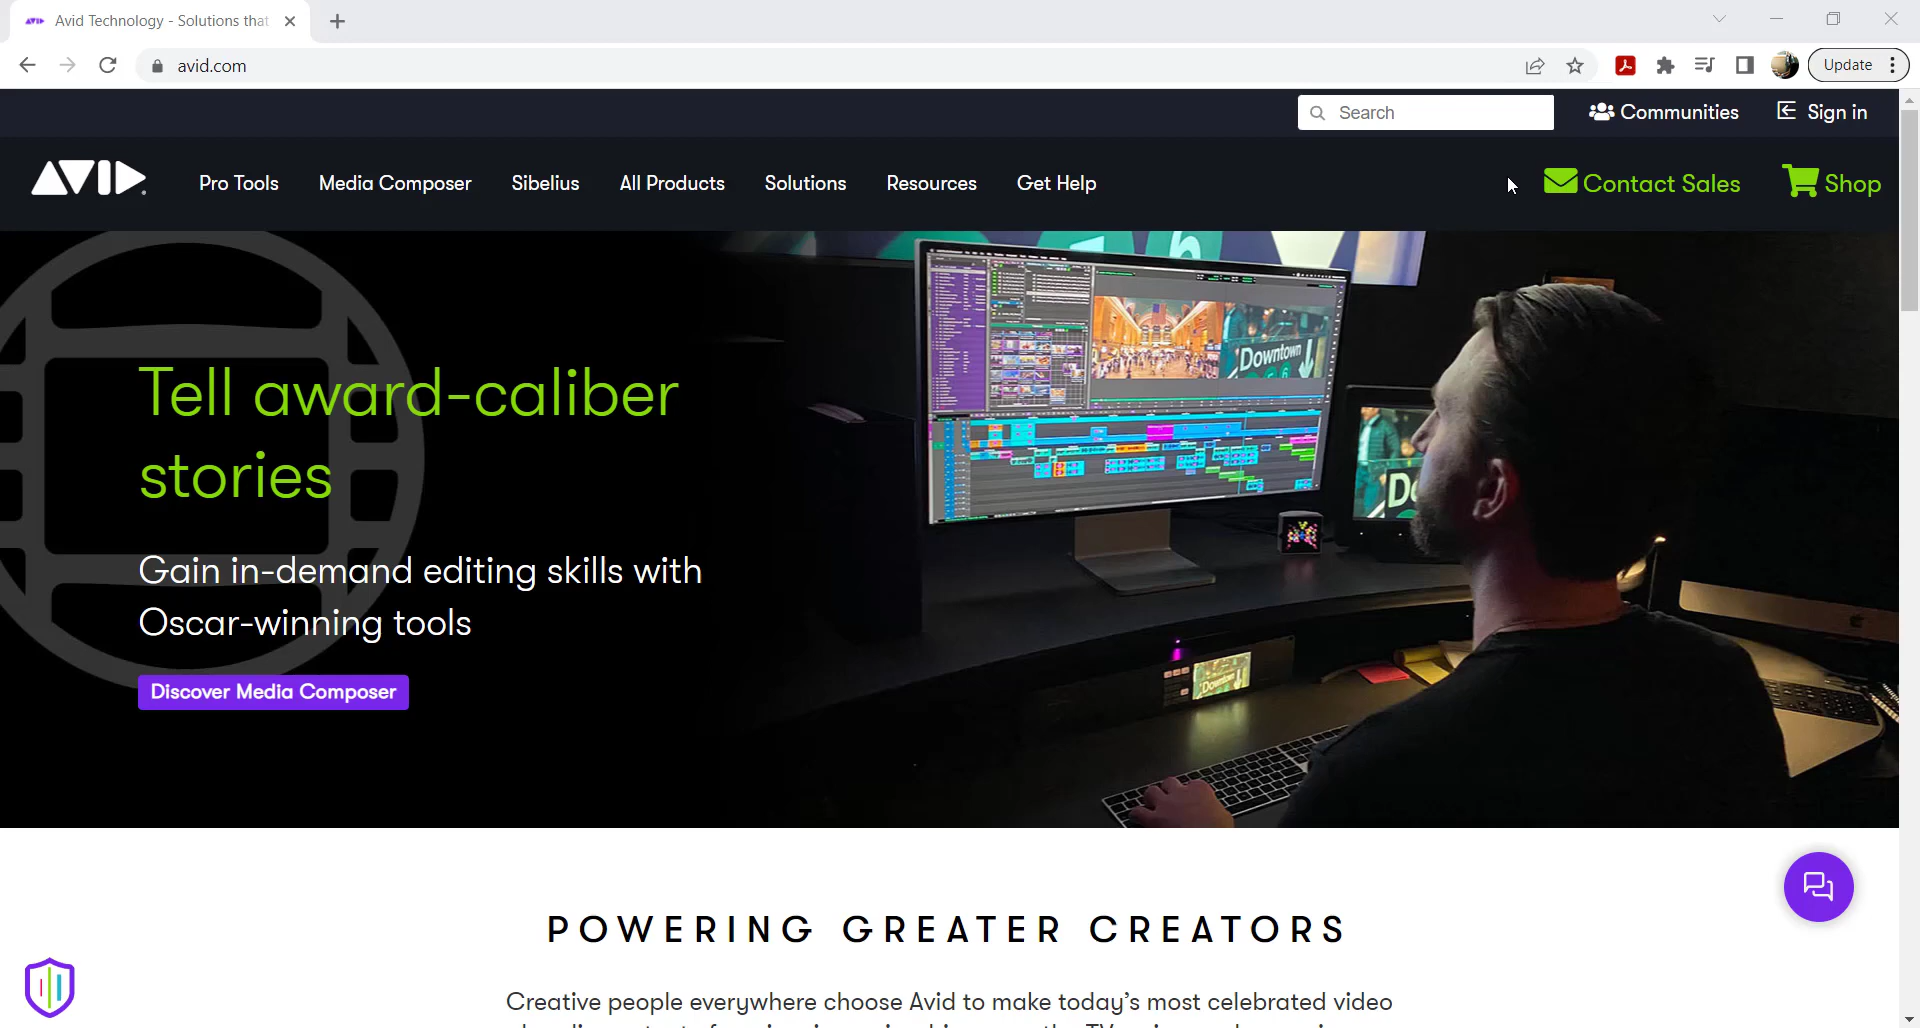 Avid Technology - Solutions that
avid.com
Update
Search
Communities
Sign in
AVID
Pro Tools
Media Composer
Sibelius
All Products
Solutions
Resources
Get Help
Contact Sales
Shop
Tell award-caliber
stories
Gain in-demand editing skills with
Oscar-winning tools
Discover Media Composer
Downtown
Downtown
POWERING GREATER CREATORS
Creative people everywhere choose Avid to make today's most celebrated video